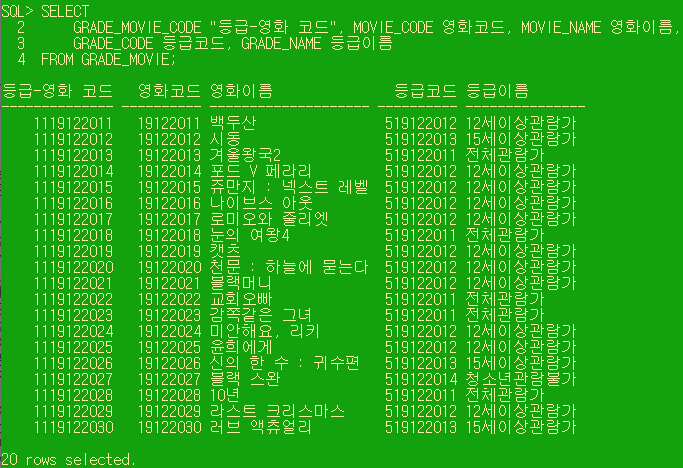 SQL> SELECT
2 GRADE_MOVIE_CODE "등급-영화 코드", MOVIE_CODE 영화코드, MOVIE_NAME 영화이름,
3 GRADE_CODE 등급코드, GRADE_NAME 등급이름
4 FROM GRADE_MOVIE;
등급-영화 코드 영화코드 영화이름 등급코드 등급이름
-------------- ---------- -------------------- ---------- ---------------
1119122011 19122011 백두산 519122012 12세이상관람가
1119122012 19122012 시동 519122013 15세이상관람가
1119122013 19122013 겨울왕국2 519122011 전체관람가
1119122014 19122014 포드 V 페라리 519122012 12세이상관람가
1119122015 19122015 쥬만지 : 넥스트 레벨 519122012 12세이상관람가
1119122016 19122016 나이브스 아웃 519122012 12세이상관람가
1119122017 19122017 로미오와 줄리엣 519122012 12세이상관람가
1119122018 19122018 눈의 여왕4 519122011 전체관람가
1119122019 19122019 캣츠 519122012 12세이상관람가
1119122020 19122020 천문 : 하늘에 묻는다 519122012 12세이상관람가
1119122021 19122021 블랙머니 519122012 12세이상관람가
1119122022 19122022 교회오빠 519122011 전체관람가
1119122023 19122023 감쪽같은 그녀 519122011 전체관람가
1119122024 19122024 미안해요, 리키 519122012 12세이상관람가
1119122025 19122025 윤희에게 519122012 12세이상관람가
1119122026 19122026 신의 한 수 : 귀수편 519122013 15세이상관람가
1119122027 19122027 블랙 스완 519122014 청소년관람불가
1119122028 19122028 10년 519122011 전체관람가
1119122029 19122029 라스트 크리스마스 519122012 12세이상관람가
1119122030 19122030 러브 액츄얼리 519122013 15세이상관람가
20 rows selected.